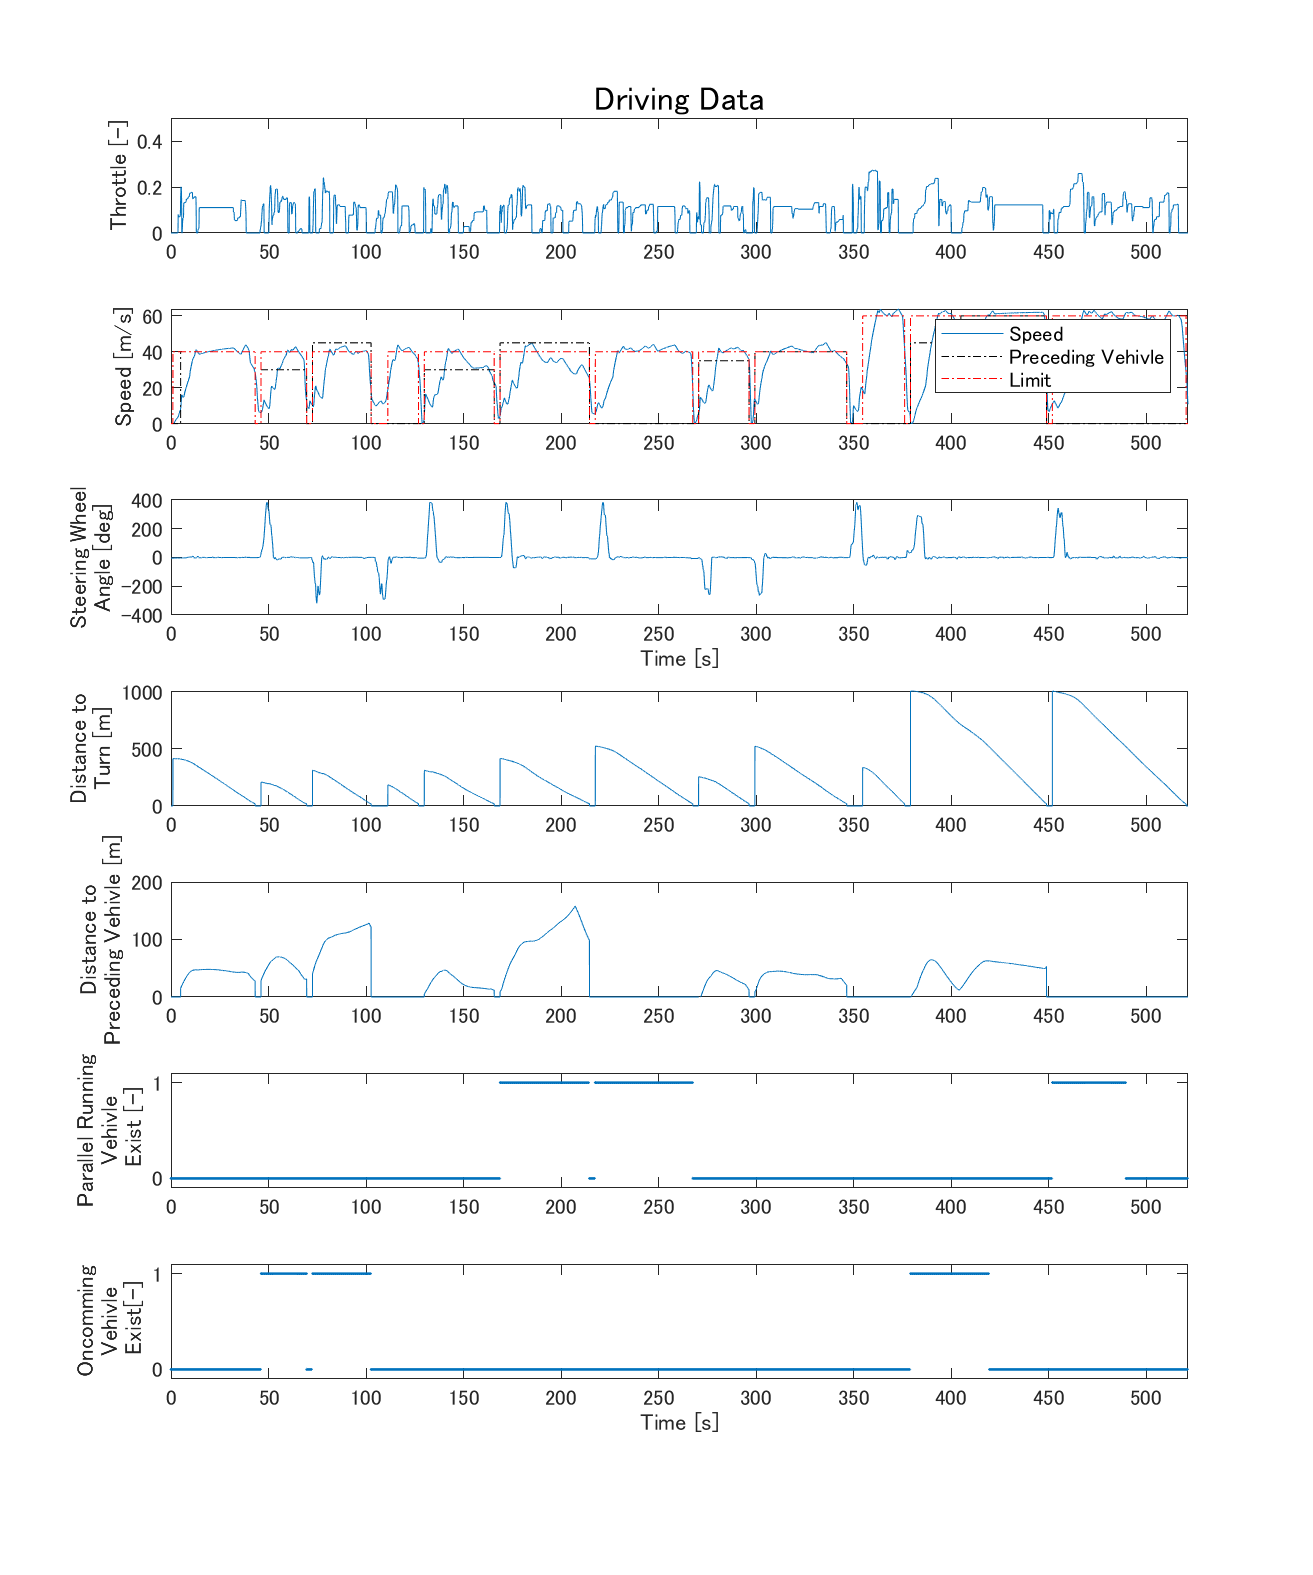 Driving Data
Throttle [-]
0.4
0.2
0
0 50 100 150 200 250 300 350 400 450 500
Speed [m/s]
60
40
20
0
Speed
Preceding Vehivle
Limit
0 50 100 150 200 250 300 350 400 450 500
Steering Wheel
Angle [deg]
400
200
0
-200
-400
0 50 100 150 200 250 300 350 400 450 500
Time [s]
Distance to
Turn [m]
1000
500
0
0 50 100 150 200 250 300 350 400 450 500
Distance to
Preceding Vehivle [m]
200
100
0
0 50 100 150 200 250 300 350 400 450 500
Parallel Running
Vehivle
Exist [-]
1
0
0 50 100 150 200 250 300 350 400 450 500
Oncomming
Vehivle
Exist[-]
1
0
0 50 100 150 200 250 300 350 400 450 500
Time [s]